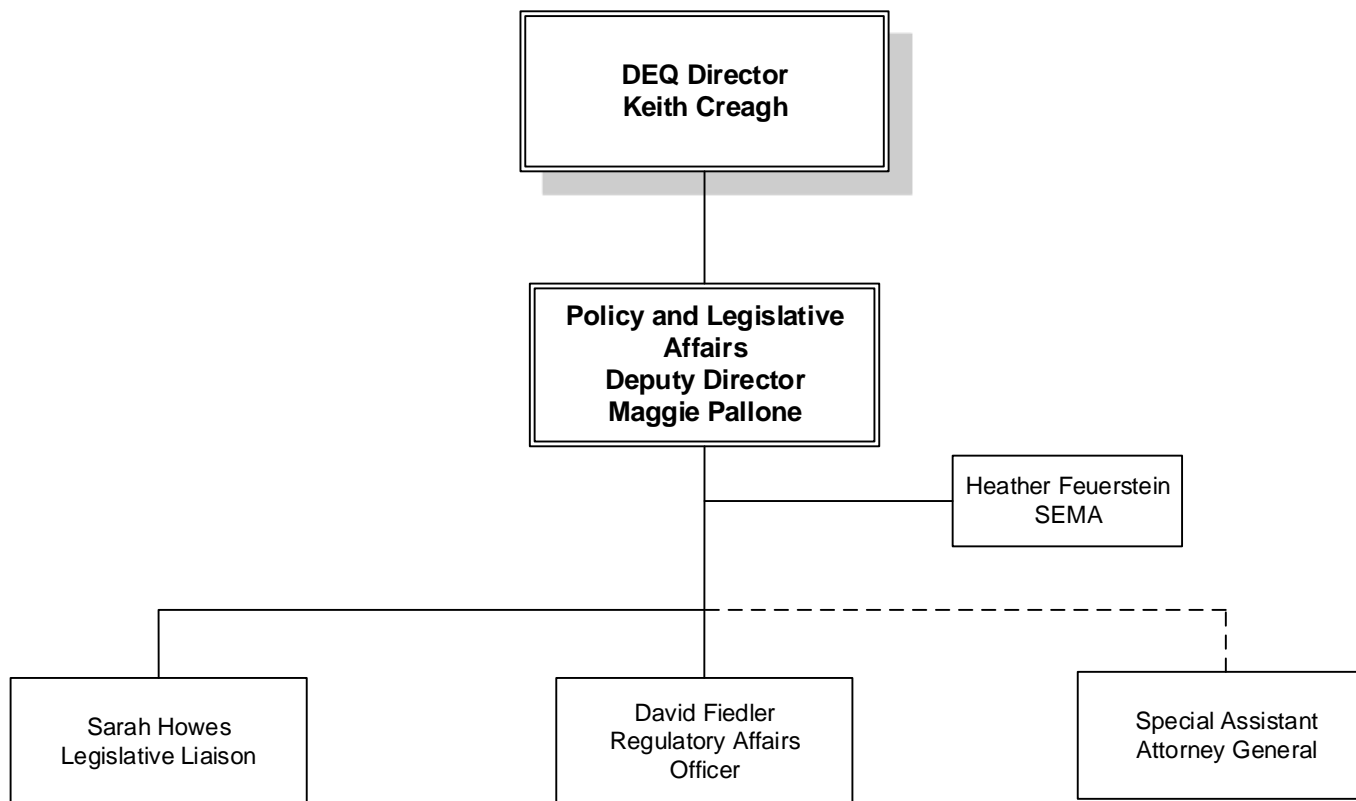 DEQ Director
Keith Creagh
Policy and Legislative
Affairs
Deputy Director
Maggie Pallone
Heather Feuerstein
SEMA
Sarah Howes
Legislative Liaison
David Fiedler
Regulatory Affairs
Officer
Special Assistant
Attorney General